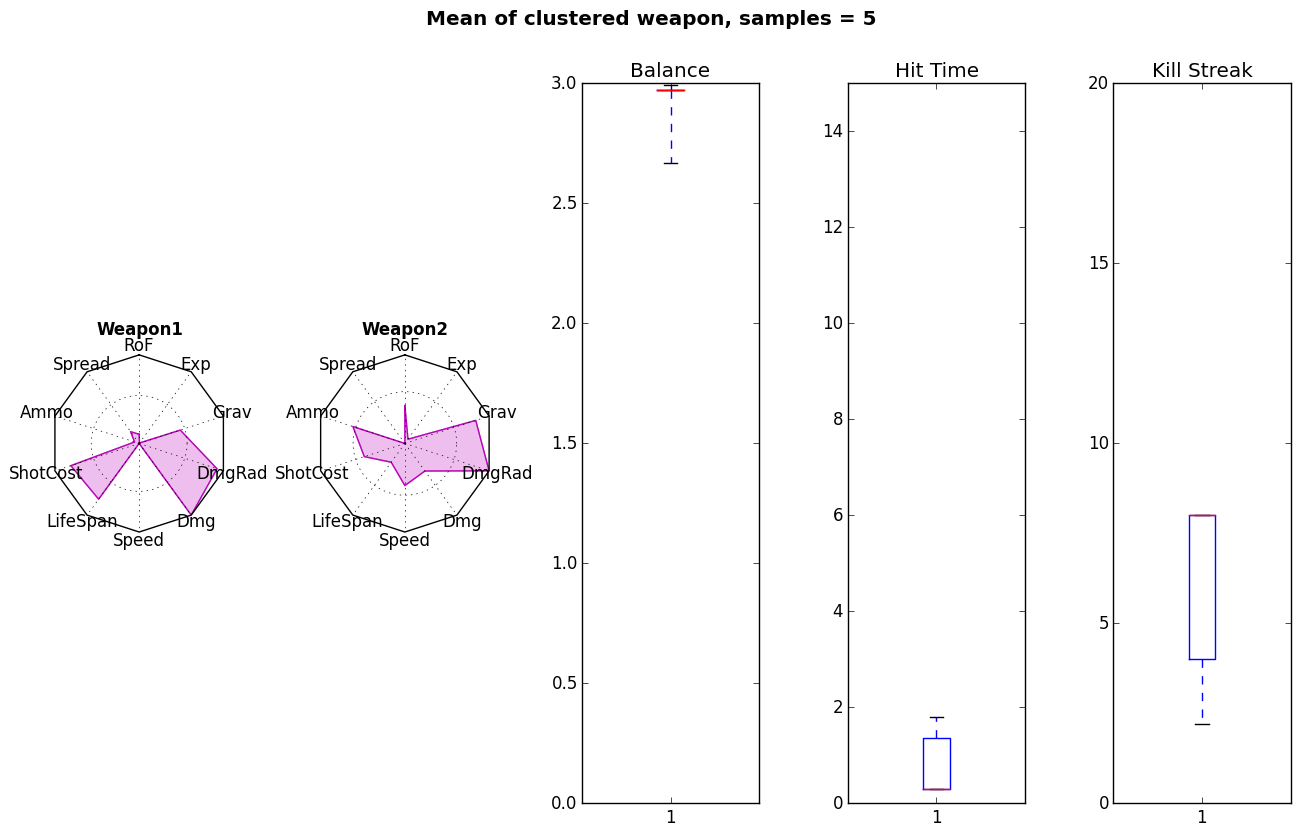 Mean of clustered weapon, samples = 5
Weapon1
RoF
Spread
Exp
Ammo
Grav
ShotCost
DmgRad
LifeSpan
Dmg
Speed
Weapon2
RoF
Spread
Exp
Ammo
Grav
ShotCost
DmgRad
LifeSpan
Dmg
Speed
Balance
3.0
2.5
2.0
1.5
1.0
0.5
0.0
1
Hit Time
14
12
10
8
6
4
2
0
1
Kill Streak
20
15
10
5
0
1